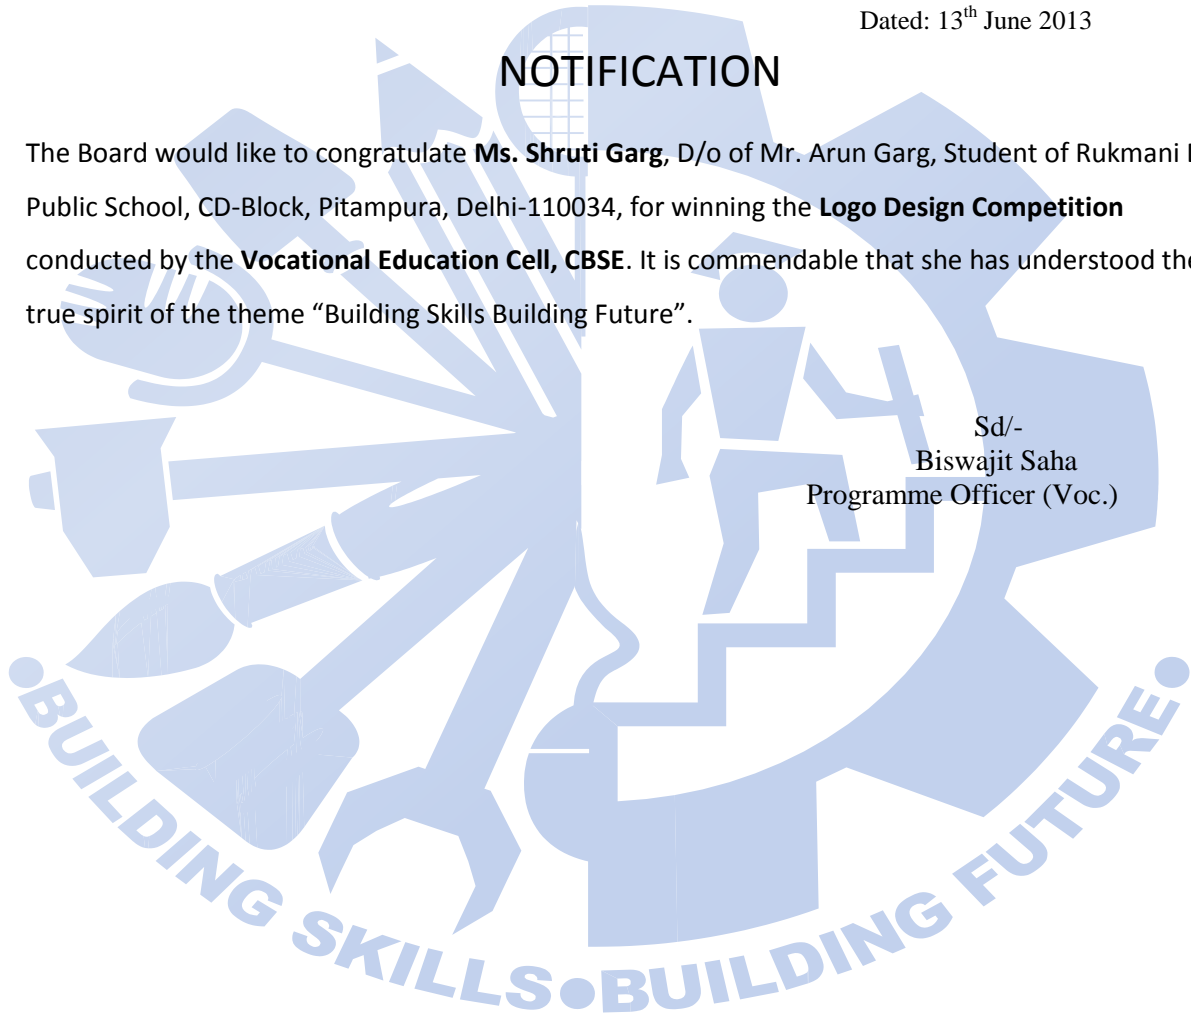 Dated: 13th June 2013
NOTIFICATION
The Board would like to congratulate Ms. Shruti Garg, D/o of Mr. Arun Garg, Student of Rukmani
Public School, CD-Block, Pitampura, Delhi-110034, for winning the Logo Design Competition
conducted by the Vocational Education Cell, CBSE. It is commendable that she has understood the
true spirit of the theme “Building Skills Building Future”.
Sd/-
Biswajit Saha
Programme Officer (Voc.)
•BUILDING SKILLS•BUILDING FUTURE•